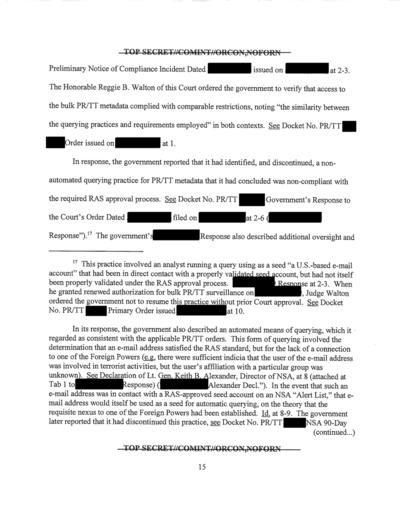 TOP SECRET//COMINT//ORCON,NOFORN
Preliminary Notice of Compliance Incident Dated issued on at 2-3.
The Honorable Reggie B. Walton of this Court ordered the government to verify that access to
the bulk PR/TT metadata complied with comparable restrictions, noting "the similarity between
the querying practices and requirements employed" in both contexts. See Docket No. PR/TT
Order issued on at 1.
In response, the government reported that it had identified, and discontinued, a non-
automated querying practice for PR/TT metadata that it had concluded was non-compliant with
the required RAS approval process. See Docket No. PR/TT Government's Response to
the Court's Order Dated filed on at 2-6 (
Response").17 The government's Response also described additional oversight and
17 This practice involved an analyst running a query using as a seed "a U.S.-based e-mail
account" that had been in direct contact with a properly validated seed account, but had not itself
been properly validated under the RAS approval process. Response at 2-3. When
he granted renewed authorization for bulk PR/TT surveillance on , Judge Walton
ordered the government not to resume this practice without prior Court approval. See Docket
No. PR/TT Primary Order issued at 10.
In its response, the government also described an automated means of querying, which it
regarded as consistent with the applicable PR/TT orders. This form of querying involved the
determination that an e-mail address satisfied the RAS standard, but for the lack of a connection
to one of the Foreign Powers (e.g., there were sufficient indicia that the user of the e-mail address
was involved in terrorist activities, but the user's affiliation with a particular group was
unknown). See Declaration of Lt. Gen. Keith B. Alexander, Director of NSA, at 8 (attached at
Tab 1 to Response) ( Alexander Decl."). In the event that such an
e-mail address was in contact with a RAS-approved seed account on an NSA "Alert List," that e-
mail address would itself be used as a seed for automatic querying, on the theory that the
requisite nexus to one of the Foreign Powers had been established. Id. at 8-9. The government
later reported that it had discontinued this practice, see Docket No. PR/TT NSA 90-Day
(continued...)
TOP SECRET//COMINT//ORCON,NOFORN
15